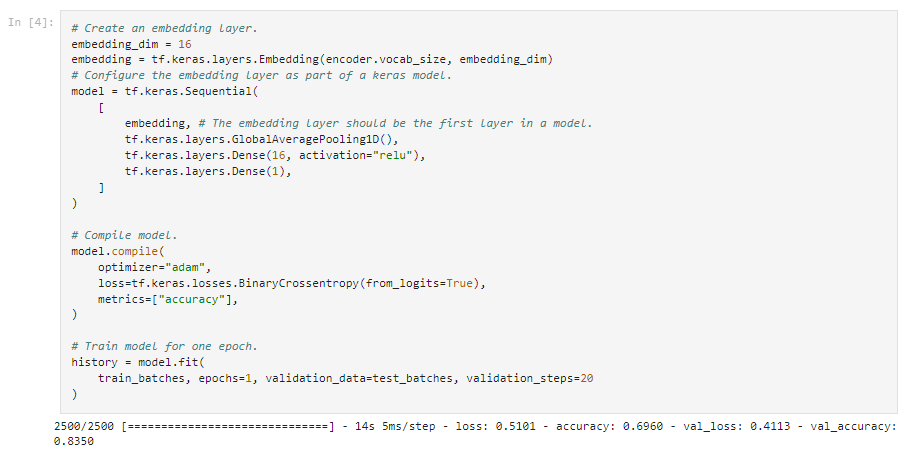 In [4]:
# Create an embedding layer.
embedding_dim = 16
embedding = tf.keras.layers.Embedding(encoder.vocab_size, embedding_dim)
# Configure the embedding layer as part of a keras model.
model = tf.keras.Sequential(
    [
        embedding, # The embedding layer should be the first layer in a model.
        tf.keras.layers.GlobalAveragePooling1D(),
        tf.keras.layers.Dense(16, activation="relu"),
        tf.keras.layers.Dense(1),
    ]
)

# Compile model.
model.compile(
    optimizer="adam",
    loss=tf.keras.losses.BinaryCrossentropy(from_logits=True),
    metrics=["accuracy"],
)

# Train model for one epoch.
history = model.fit(
    train_batches, epochs=1, validation_data=test_batches, validation_steps=20
)
2500/2500 [==============================] - 14s 5ms/step - loss: 0.5101 - accuracy: 0.6960 - val_loss: 0.4113 - val_accuracy:
0.8350